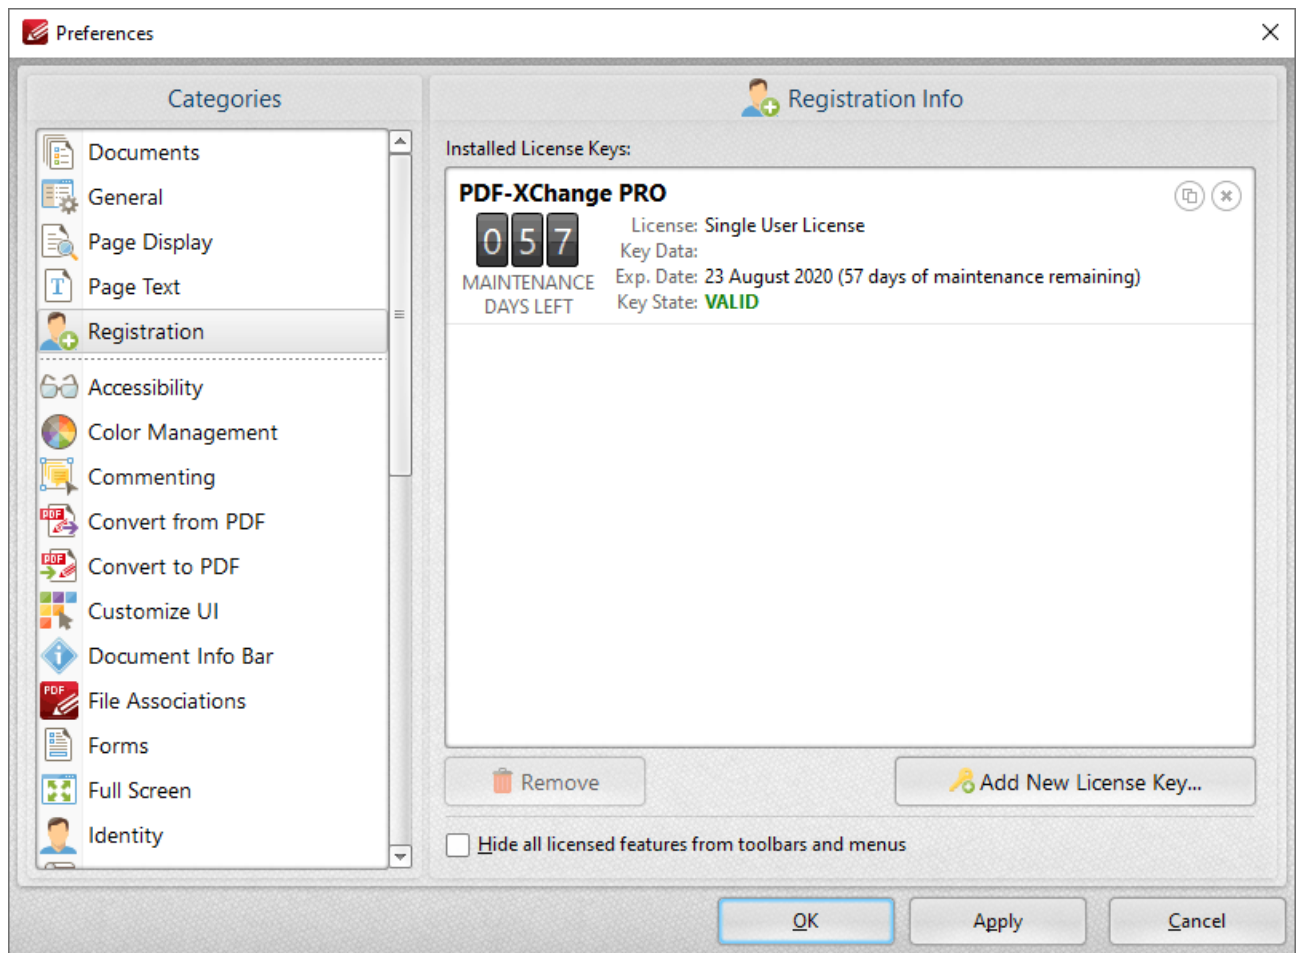 Preferences
Categories
Documents
General
Page Display
Page Text
Registration
Accessibility
Color Management
Commenting
Convert from PDF
Convert to PDF
Customize UI
Document Info Bar
File Associations
Forms
Full Screen
Identity
Registration Info
Installed License Keys:
PDF-XChange PRO
057
MAINTENANCE
DAYS LEFT
License: Single User License
Key Data:
Exp. Date: 23 August 2020 (57 days of maintenance remaining)
Key State: VALID
Remove
Add New License Key...
Hide all licensed features from toolbars and menus
OK
Apply
Cancel